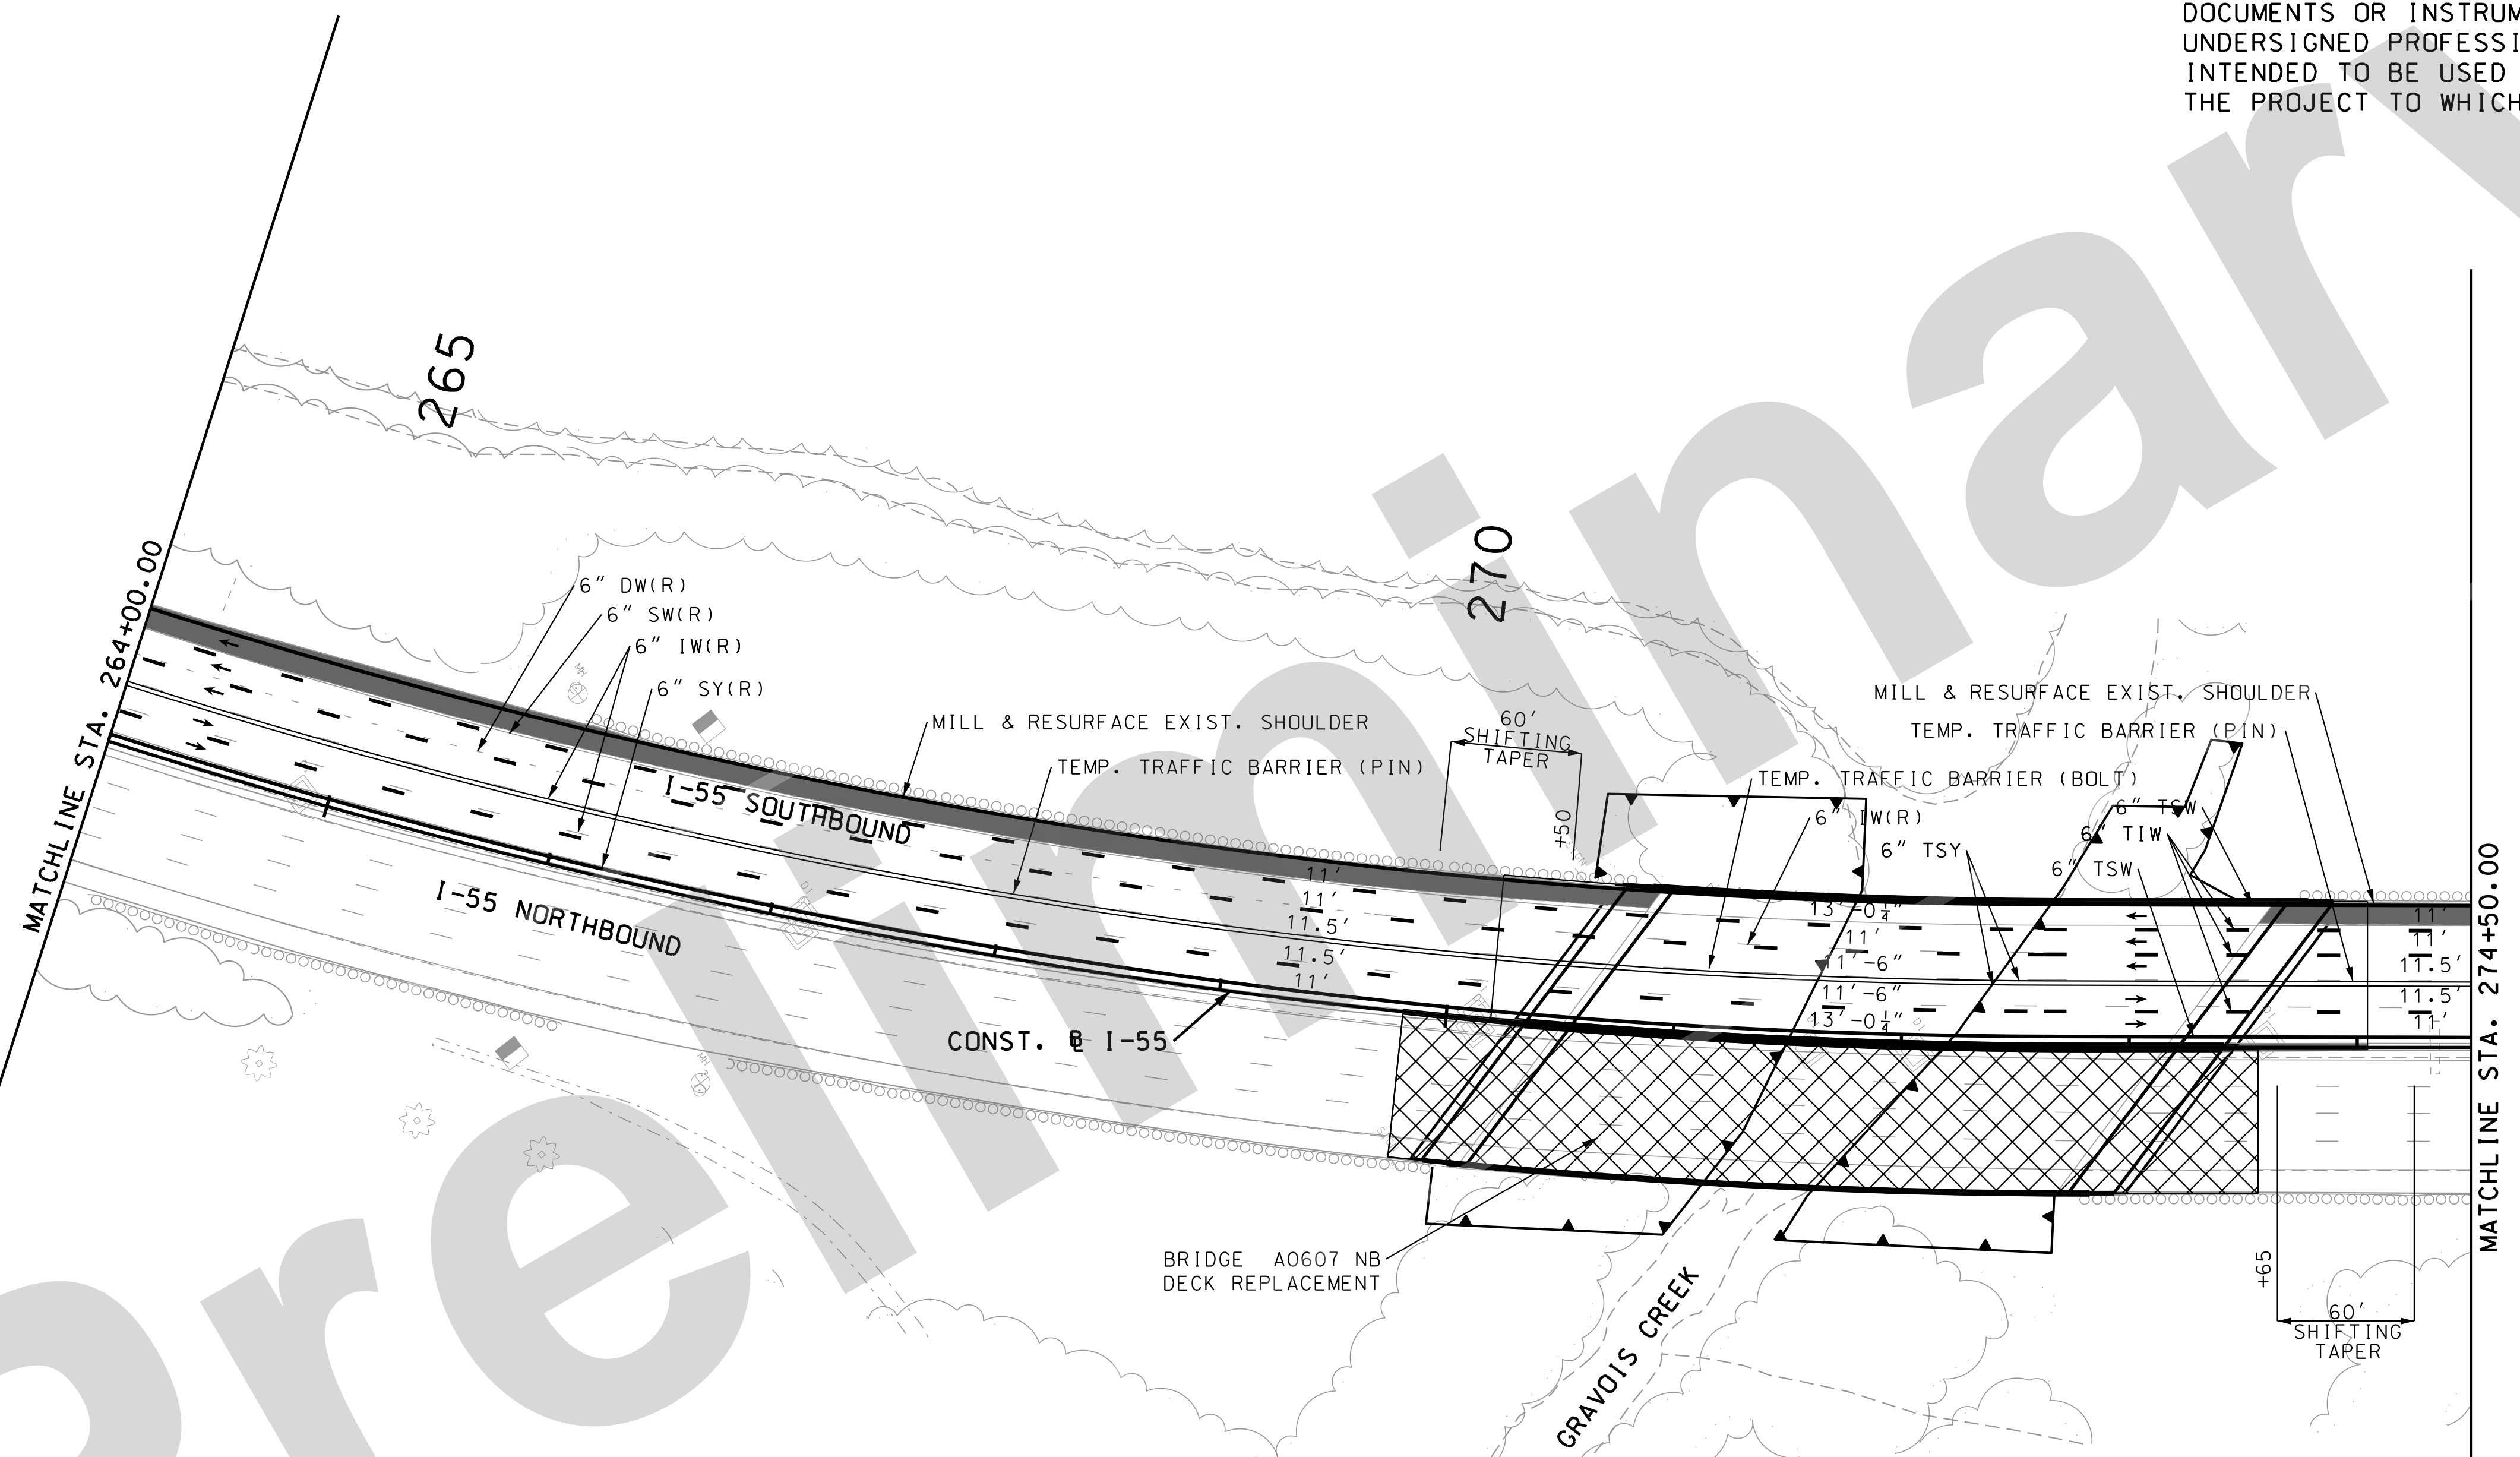 DOCUMENTS OR INSTRUM
UNDERSIGNED PROFESSI
INTENDED TO BE USED
THE PROJECT TO WHICH
Preliminary
265
270
MATCHLINE STA. 264+00.00
6" DW(R)
6" SW(R)
6" IW(R)
6" SY(R)
MH
MILL & RESURFACE EXIST. SHOULDER
TEMP. TRAFFIC BARRIER (PIN)
I-55 SOUTHBOUND
I-55 NORTHBOUND
60'
SHIFTING
TAPER
+50
MILL & RESURFACE EXIST. SHOULDER
TEMP. TRAFFIC BARRIER (PIN)
TEMP. TRAFFIC BARRIER (BOLT)
6" TSW
6" IW(R)
6" TIW
6" TSY
6" TSW
11'
11'
11.5'
11.5'
11'
13'-0¼"
11'
11'-6"
11'-6"
13'-0¼"
11'
11'
11.5'
11.5'
11'
MATCHLINE STA. 274+50.00
CONST. ℄ I-55
MH
BRIDGE A0607 NB
DECK REPLACEMENT
GRAVOIS CREEK
+65
60'
SHIFTING
TAPER